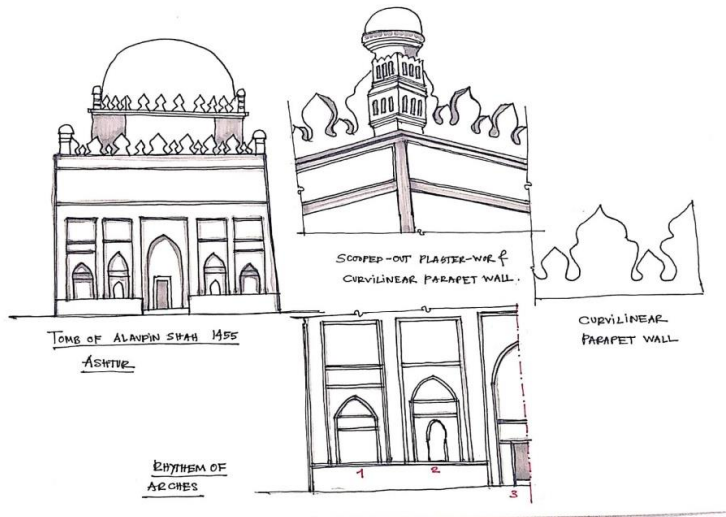 TOMB OF ALAUDIN SHAH 1455
ASHTUR
SCOOPED-OUT PLASTER-WORK
CURVILINEAR PARAPET WALL.
CURVILINEAR
PARAPET WALL
RHYTHEM OF
ARCHES
1 2
3